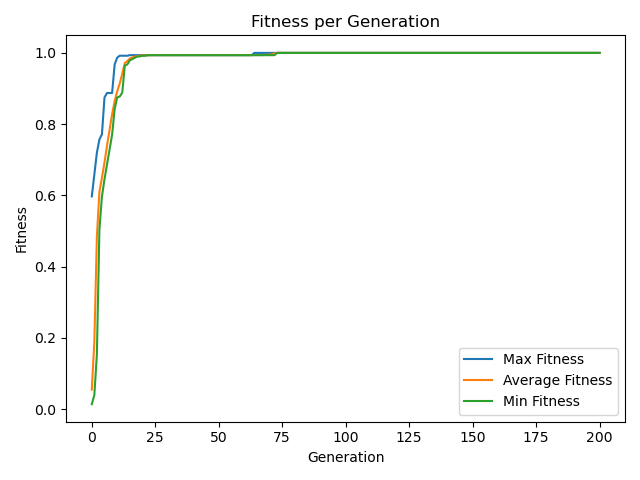 Fitness per Generation
Fitness
1.0
0.8
0.6
0.4
0.2
0.0
Max Fitness
Average Fitness
Min Fitness
0 25 50 75 100 125 150 175 200
Generation